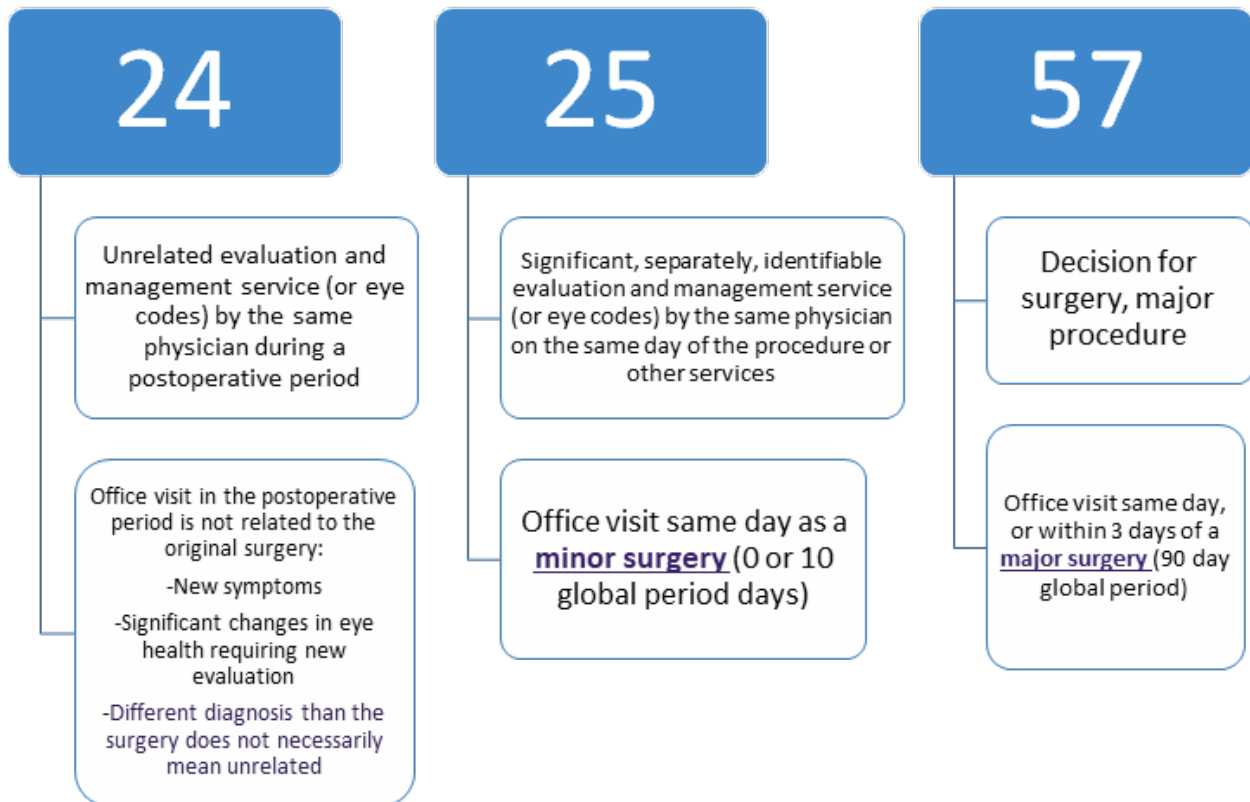 24
Unrelated evaluation and
management service (or eye
codes) by the same
physician during a
postoperative period
Office visit in the postoperative
period is not related to the
original surgery:
-New symptoms
-Significant changes in eye
health requiring new
evaluation
-Different diagnosis than the
surgery does not necessarily
mean unrelated
25
Significant, separately, identifiable
evaluation and management service
(or eye codes) by the same physician
on the same day of the procedure or
other services
Office visit same day as a
minor surgery (0 or 10
global period days)
57
Decision for
surgery, major
procedure
Office visit same day,
or within 3 days of a
major surgery (90 day
global period)